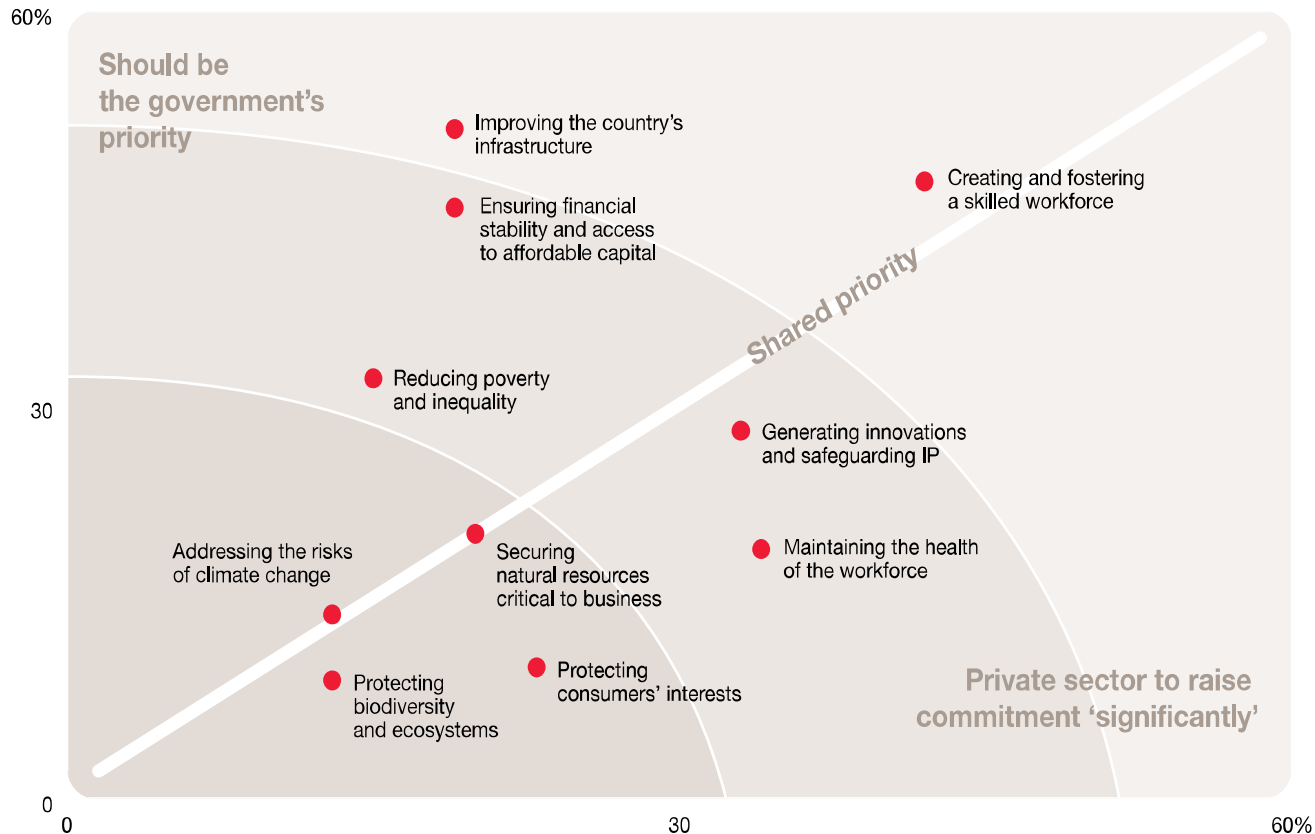 60%
Should be
the government’s
priority
Improving the country’s
infrastructure
Creating and fostering
a skilled workforce
Ensuring financial
stability and access
to affordable capital
Shared priority
Reducing poverty
and inequality
30
Generating innovations
and safeguarding IP
Addressing the risks
of climate change
Securing
natural resources
critical to business
Maintaining the health
of the workforce
Protecting
biodiversity
and ecosystems
Protecting
consumers’ interests
Private sector to raise
commitment ‘significantly’
0
0
30
60%